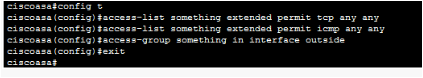 ciscoasa#config t
ciscoasa(config)#access-list something extended permit tcp any any
ciscoasa(config)#access-list something extended permit icmp any any
ciscoasa(config)#access-group something in interface outside
ciscoasa(config)#exit
ciscoasa#